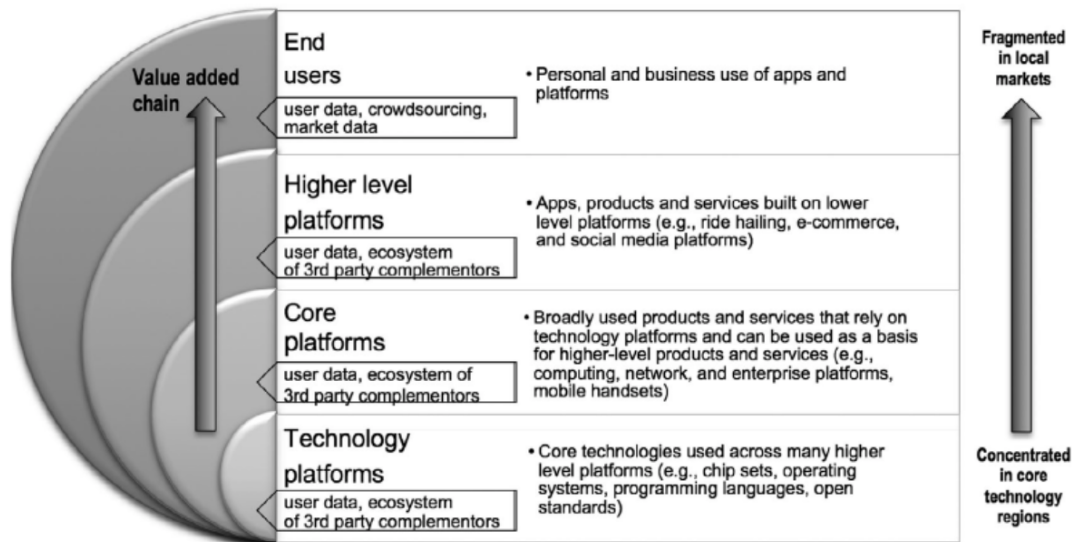 Value added
chain
End
users
user data, crowdsourcing,
market data
• Personal and business use of apps and
platforms
Higher level
platforms
user data, ecosystem
of 3rd party complementors
• Apps, products and services built on lower
level platforms (e.g., ride hailing, e-commerce,
and social media platforms)
Core
platforms
user data, ecosystem of
3rd party complementors
• Broadly used products and services that rely on
technology platforms and can be used as a basis
for higher-level products and services (e.g.,
computing, network, and enterprise platforms,
mobile handsets)
Technology
platforms
user data, ecosystem
of 3rd party complementors
• Core technologies used across many higher
level platforms (e.g., chip sets, operating
systems, programming languages, open
standards)
Fragmented
in local
markets
Concentrated
in core
technology
regions